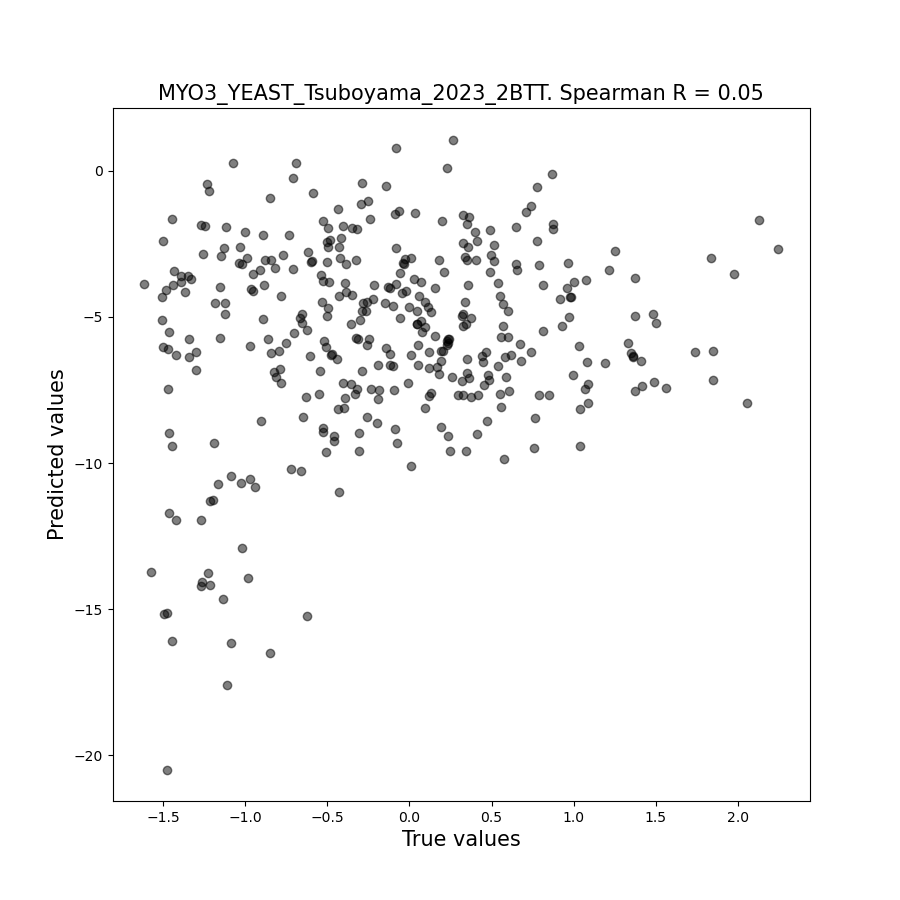 MYO3_YEAST_Tsuboyama_2023_2BTT. Spearman R = 0.05
Predicted values
0
−5
−10
−15
−20
−1.5 −1.0 −0.5 0.0 0.5 1.0 1.5 2.0
True values